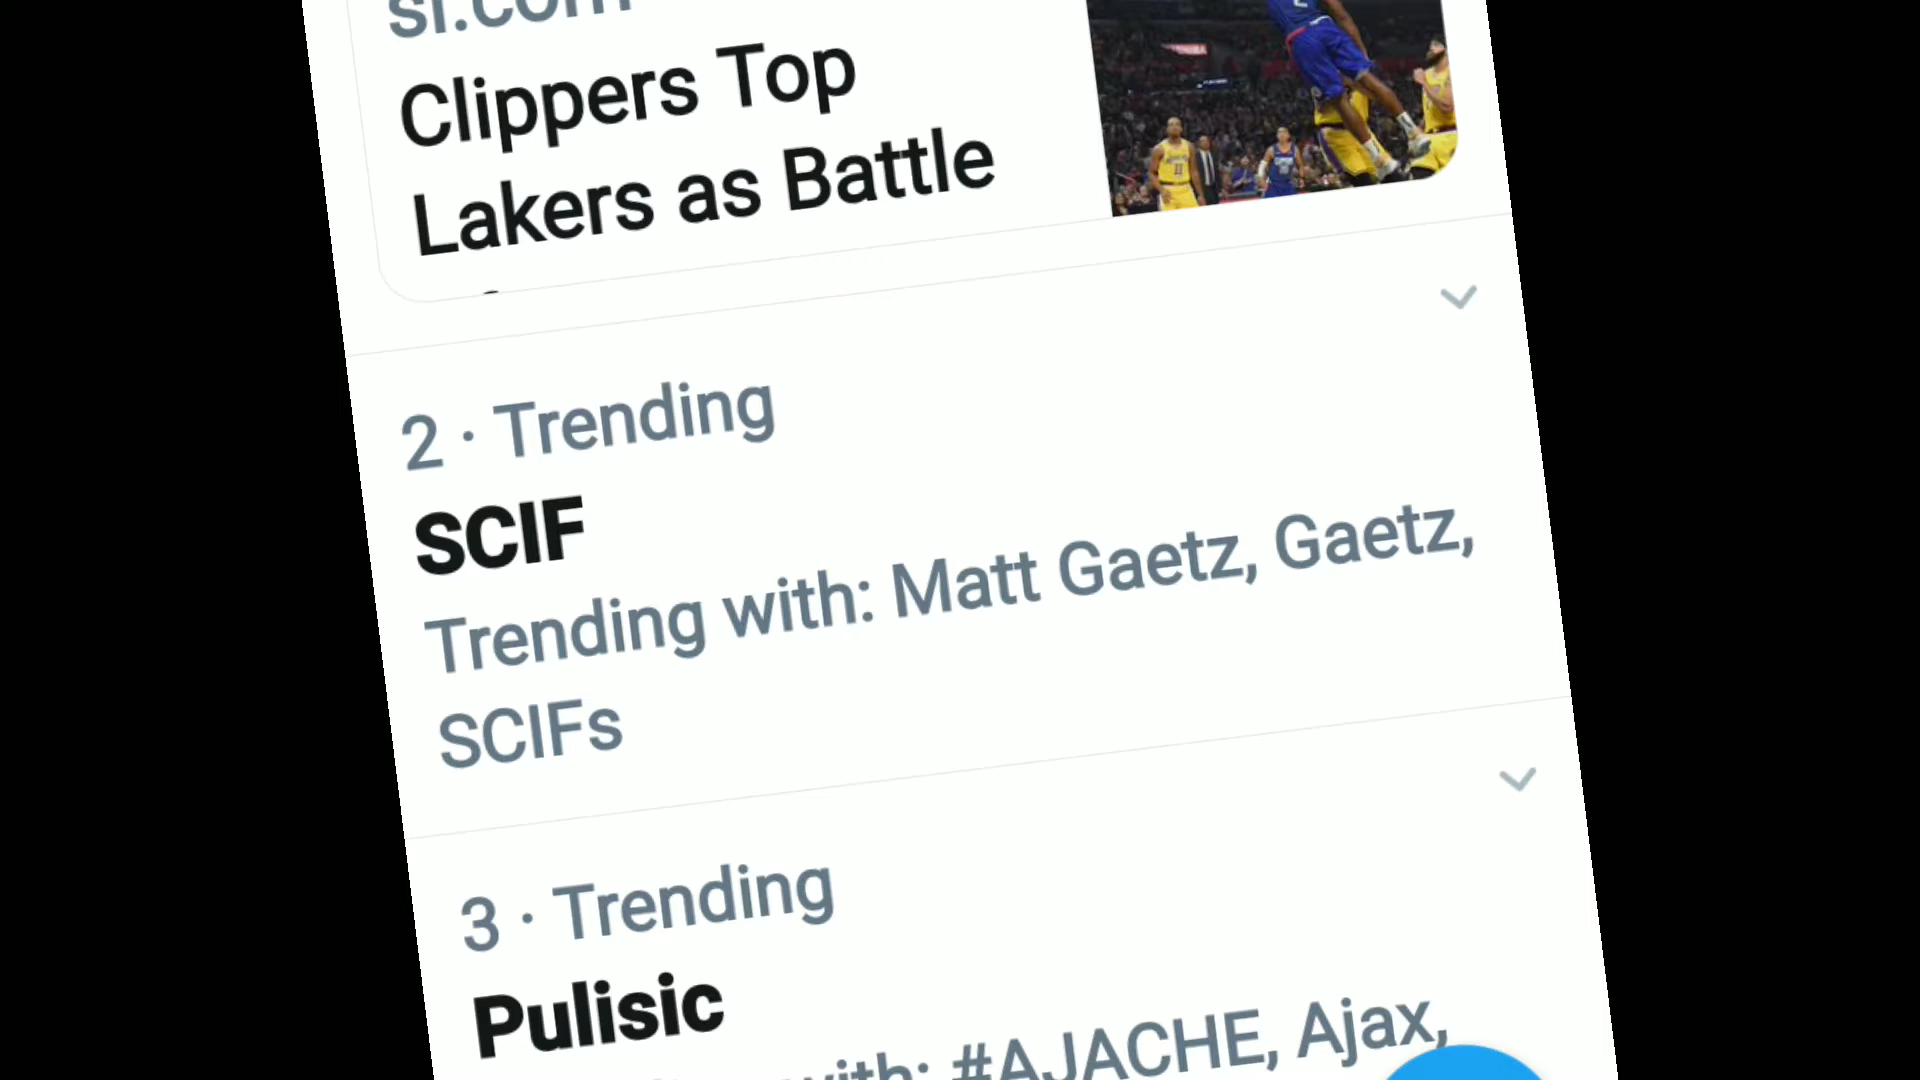 si.com
Clippers Top
Lakers as Battle
2 · Trending
SCIF
Trending with: Matt Gaetz, Gaetz,
SCIFs
3 · Trending
Pulisic
with: #AJACHE, Ajax,